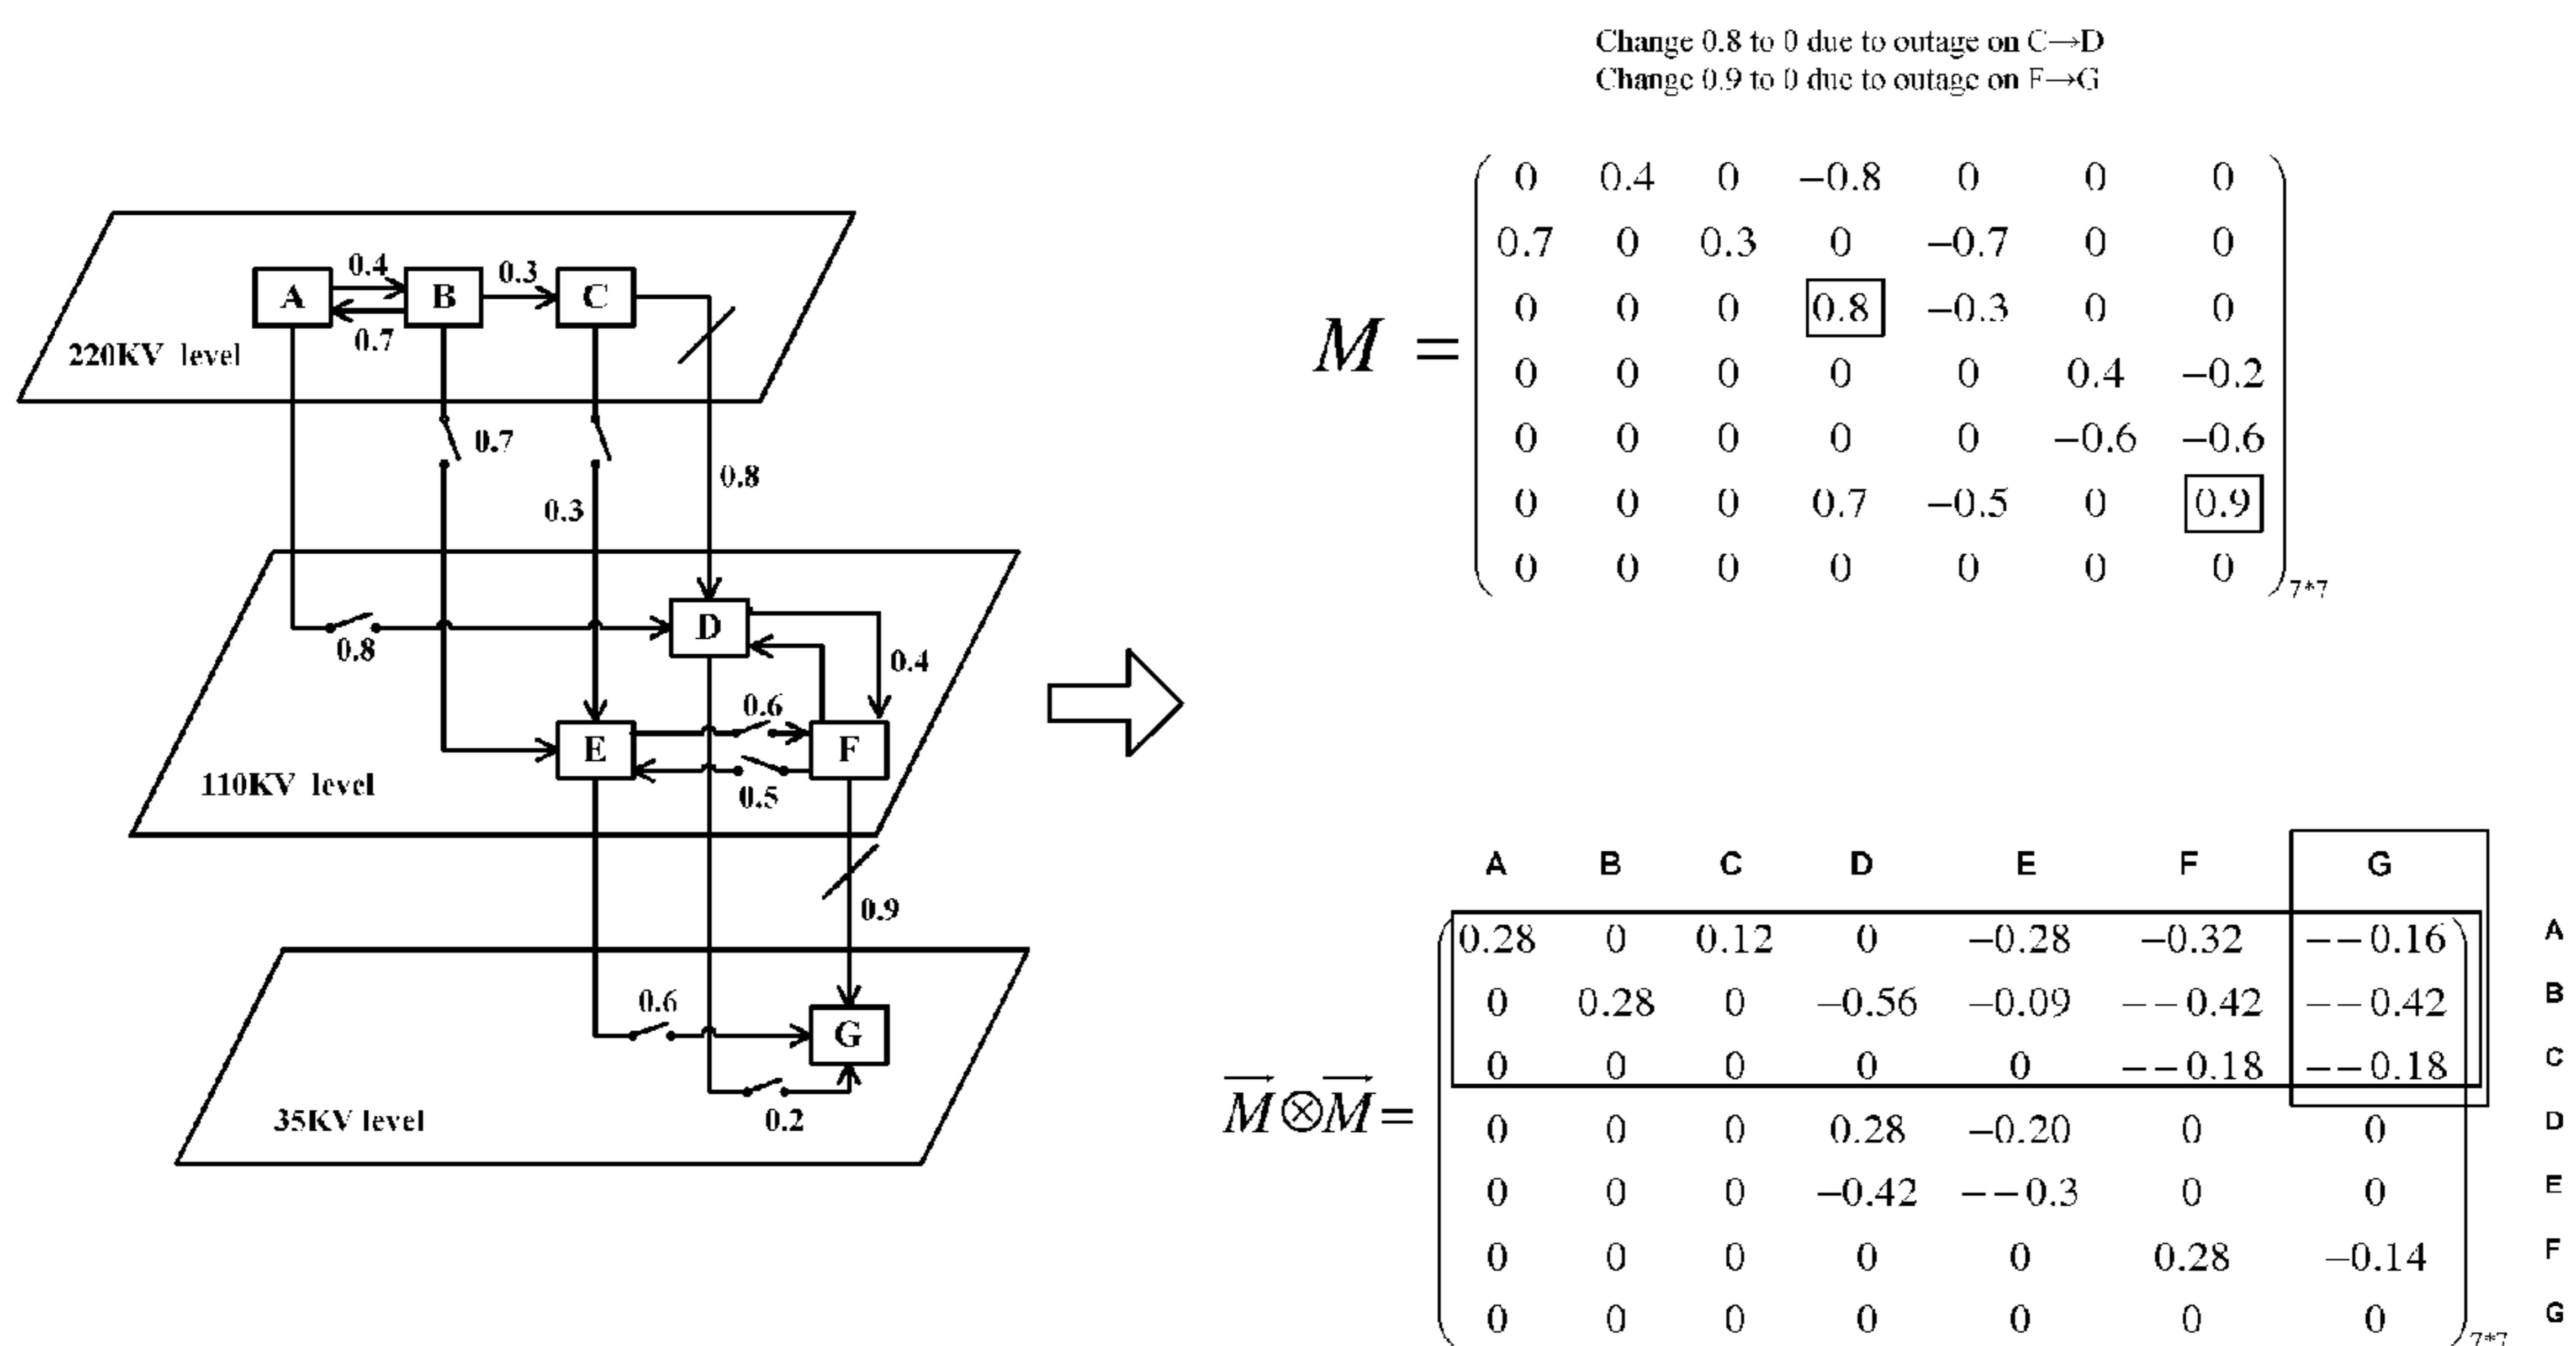 Change 0.8 to 0 due to outage on C→D
Change 0.9 to 0 due to outage on F→G
A 0.4 B 0.3 C
0.7
220KV level
0.7
0.8
0.3
D
0.8
0.4
0.6
E F
0.5
110KV level
0.9
0.6
G
0.2
35KV level
M =
0 0.4 0 −0.8 0 0 0
0.7 0 0.3 0 −0.7 0 0
0 0 0 0.8 −0.3 0 0
0 0 0 0 0 0.4 −0.2
0 0 0 0 0 −0.6 −0.6
0 0 0 0.7 −0.5 0 0.9
0 0 0 0 0 0 0
7*7
M⃗⊗M⃗=
A B C D E F G
0.28 0 0.12 0 −0.28 −0.32 −−0.16 A
0 0.28 0 −0.56 −0.09 −−0.42 −−0.42 B
0 0 0 0 0 −−0.18 −−0.18 C
0 0 0 0.28 −0.20 0 0 D
0 0 0 −0.42 −−0.3 0 0 E
0 0 0 0 0 0.28 −0.14 F
0 0 0 0 0 0 0 G
7*7